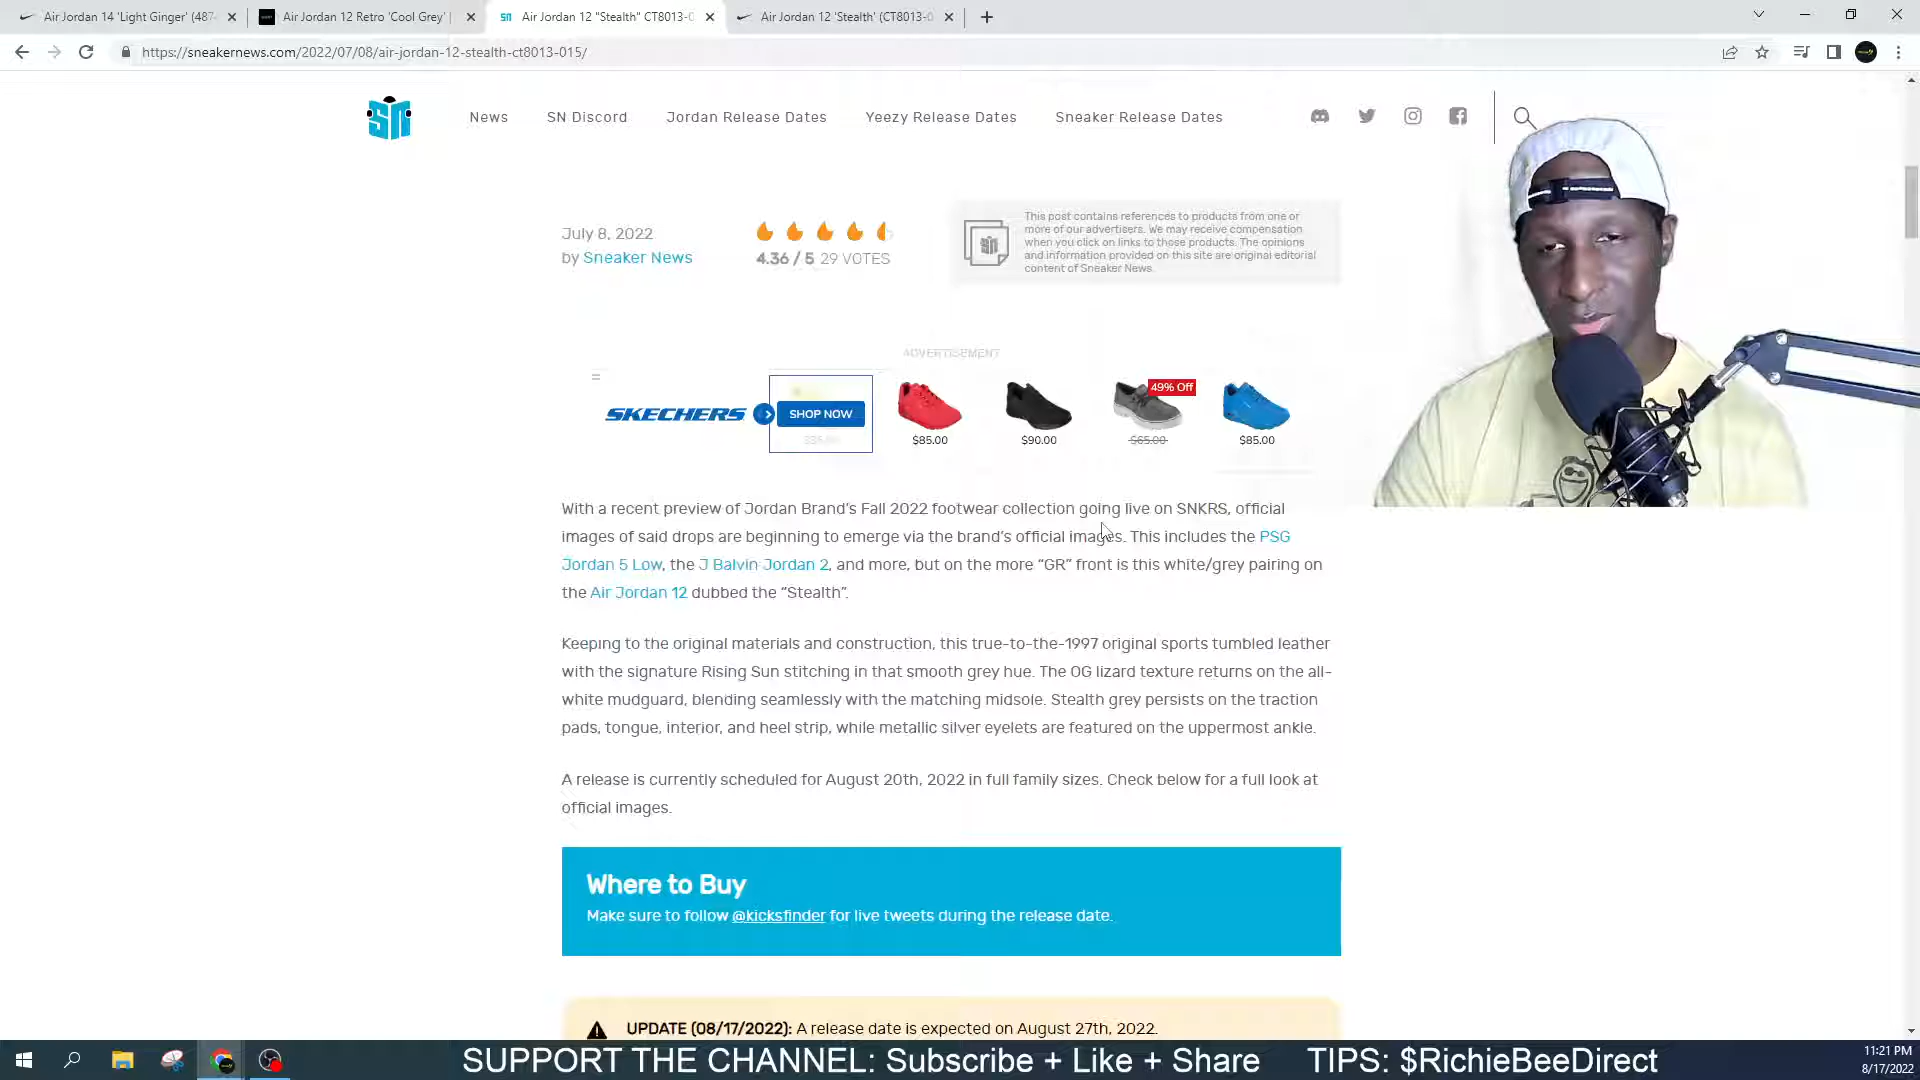 Air Jordan 14 'Light Ginger' (487-
Air Jordan 12 Retro 'Cool Grey'
Air Jordan 12 "Stealth" CT8013-0
Air Jordan 12 'Stealth' (CT8013-0
https://sneakernews.com/2022/07/08/air-jordan-12-stealth-ct8013-015/
SN
News
SN Discord
Jordan Release Dates
Yeezy Release Dates
Sneaker Release Dates
July 8, 2022
by Sneaker News
4.36 / 5 29 VOTES
This post contains references to products from one or
more of our advertisers. We may receive compensation
when you click on links to those products. The opinions
and information provided on this site are original editorial
content of Sneaker News.
ADVERTISEMENT
SKECHERS
SHOP NOW
49% Off
$85.00
$90.00
$65.00
$85.00
With a recent preview of Jordan Brand's Fall 2022 footwear collection going live on SNKRS, official
images of said drops are beginning to emerge via the brand's official images. This includes the PSG
Jordan 5 Low, the J Balvin Jordan 2, and more, but on the more “GR” front is this white/grey pairing on
the Air Jordan 12 dubbed the “Stealth”.
Keeping to the original materials and construction, this true-to-the-1997 original sports tumbled leather
with the signature Rising Sun stitching in that smooth grey hue. The OG lizard texture returns on the all-
white mudguard, blending seamlessly with the matching midsole. Stealth grey persists on the traction
pads, tongue, interior, and heel strip, while metallic silver eyelets are featured on the uppermost ankle.
A release is currently scheduled for August 20th, 2022 in full family sizes. Check below for a full look at
official images.
Where to Buy
Make sure to follow @kicksfinder for live tweets during the release date.
UPDATE (08/17/2022): A release date is expected on August 27th, 2022.
SUPPORT THE CHANNEL: Subscribe + Like + Share TIPS: $RichieBeeDirect
11:21 PM
8/17/2022